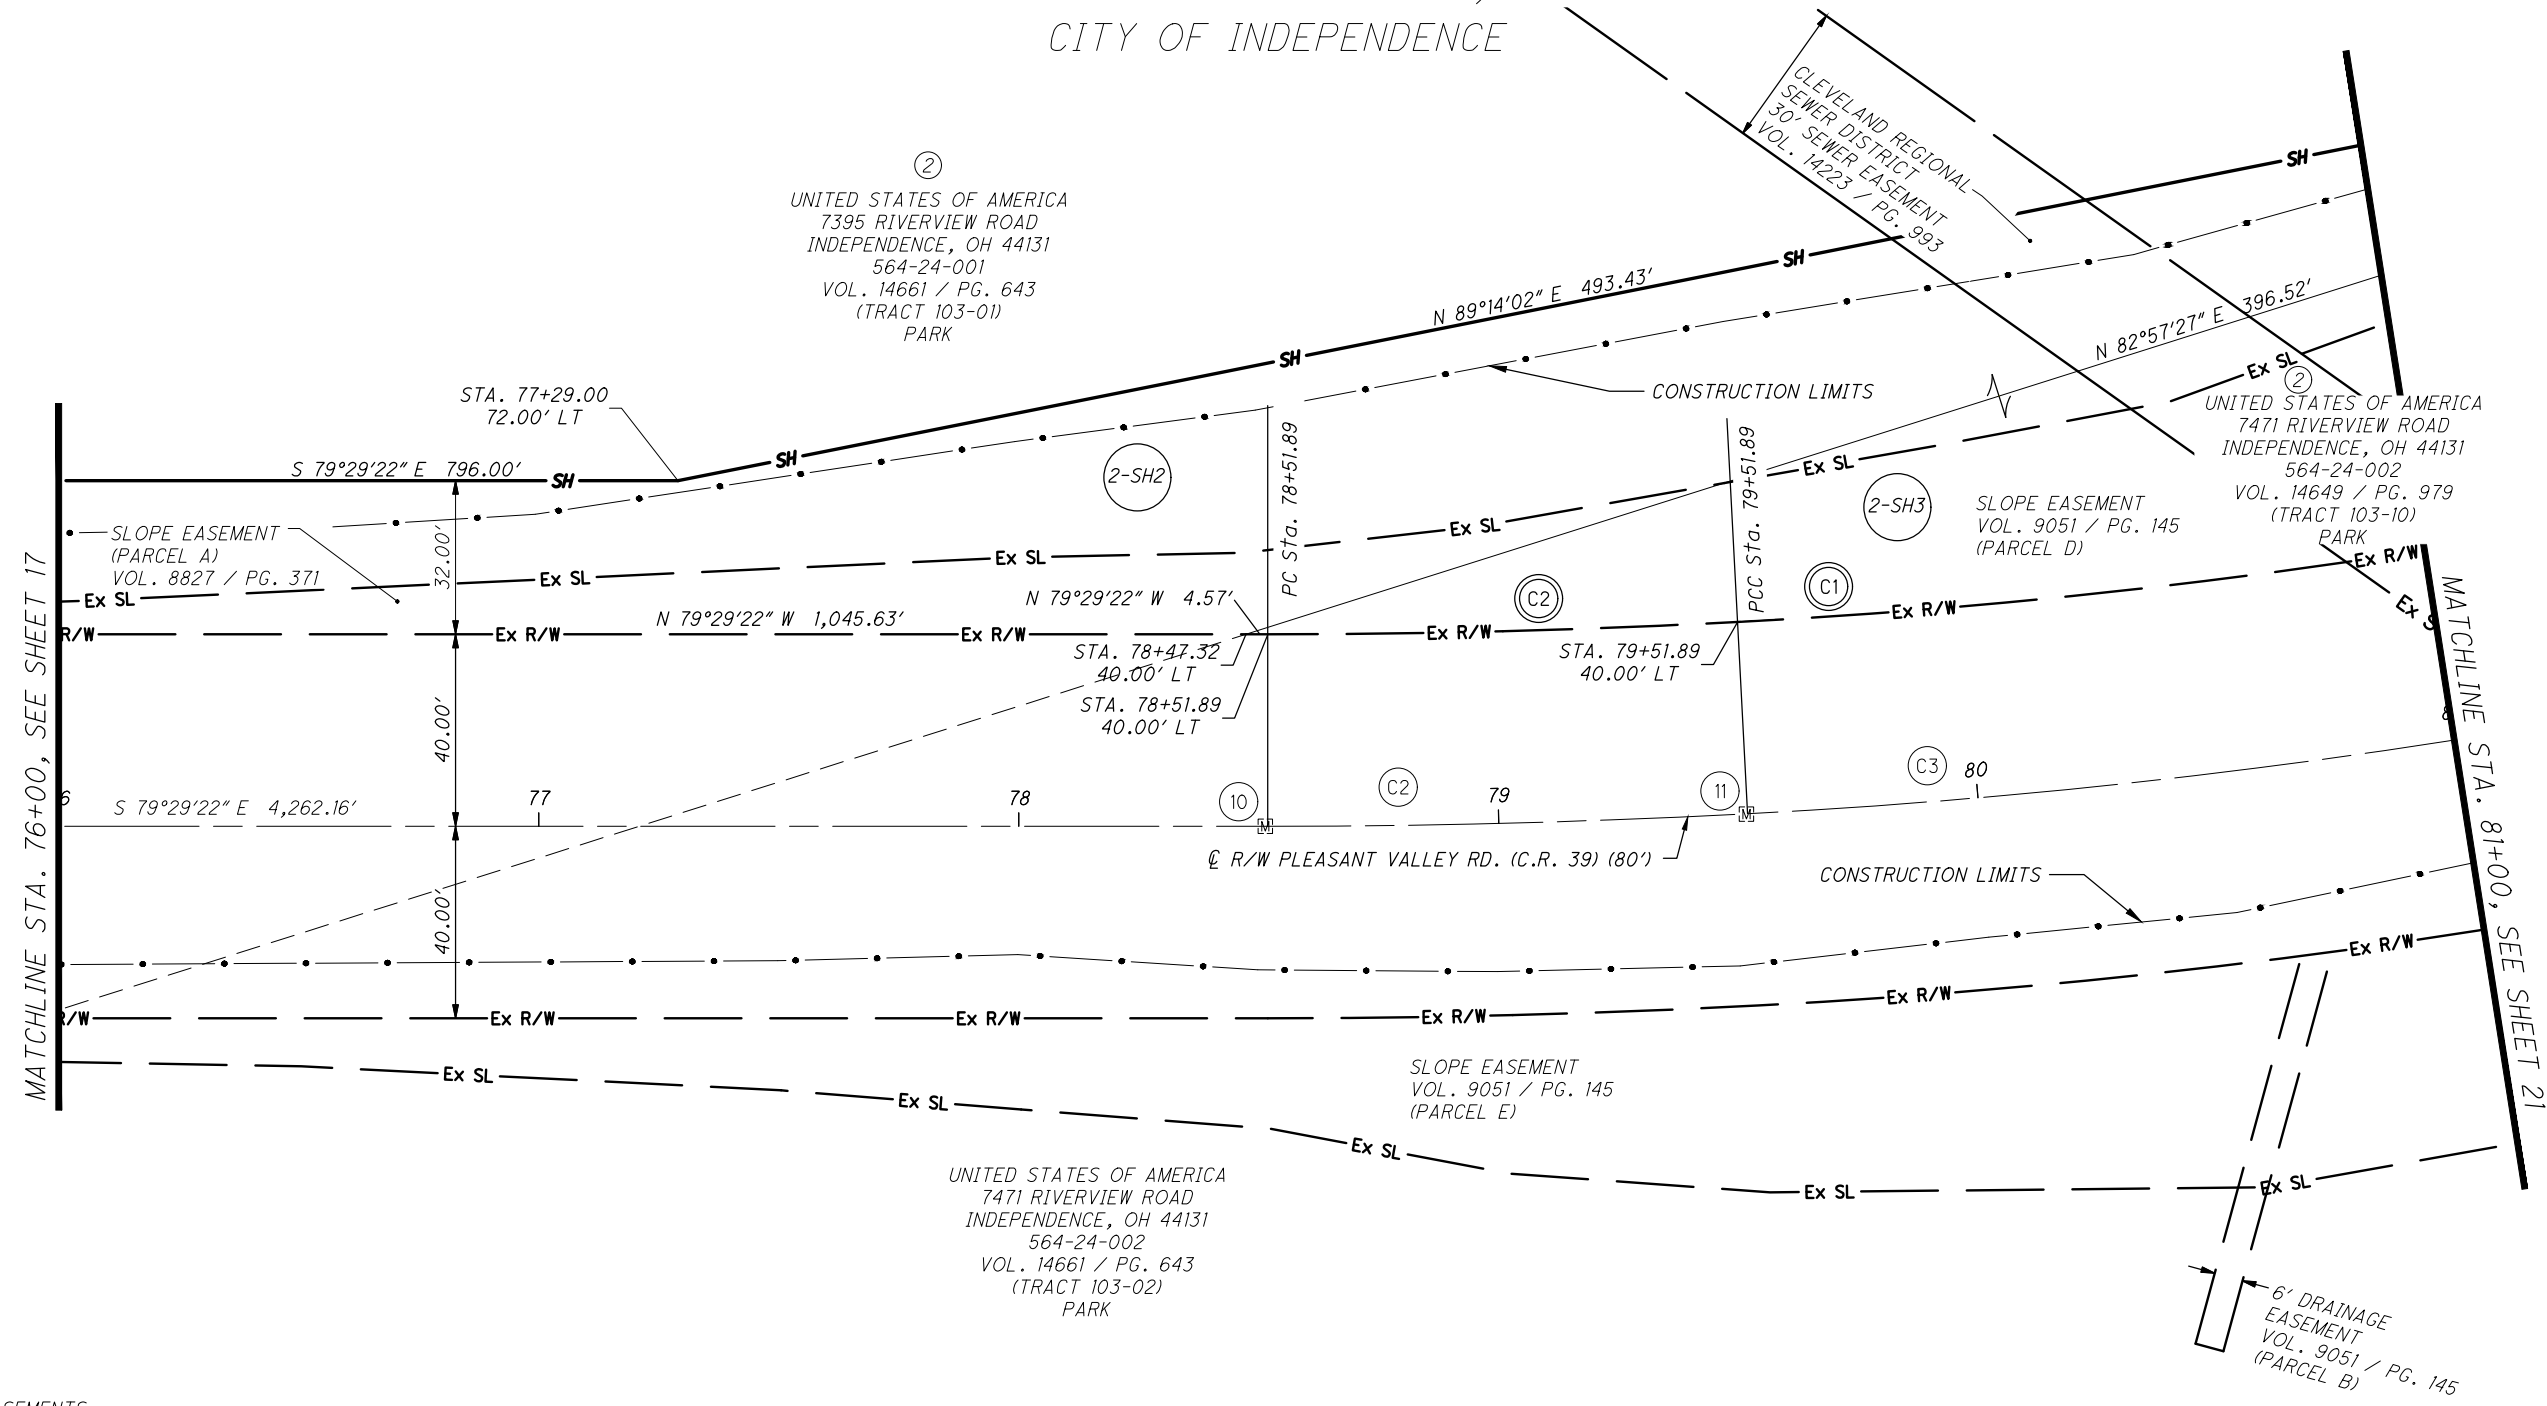 CITY OF INDEPENDENCE
CLEVELAND REGIONAL
SEWER DISTRICT
30' SEWER EASEMENT
VOL. 14223 / PG. 993
SH
2
UNITED STATES OF AMERICA
7395 RIVERVIEW ROAD
INDEPENDENCE, OH 44131
564-24-001
VOL. 14661 / PG. 643
(TRACT 103-01)
PARK
SH
N 89°14'02" E 493.43'
SH
N 82°57'27" E 396.52'
Ex SL
CONSTRUCTION LIMITS
STA. 77+29.00
72.00' LT
S 79°29'22" E 796.00'
SH
SH
2-SH2
PC Sta. 78+51.89
PCC Sta. 79+51.89
Ex SL
2-SH3
SLOPE EASEMENT
VOL. 9051 / PG. 145
(PARCEL D)
2
UNITED STATES OF AMERICA
7471 RIVERVIEW ROAD
INDEPENDENCE, OH 44131
564-24-002
VOL. 14649 / PG. 979
(TRACT 103-10)
PARK
SLOPE EASEMENT
(PARCEL A)
VOL. 8827 / PG. 371
32.00'
Ex SL
Ex SL
Ex SL
Ex SL
Ex R/W
Ex S
N 79°29'22" W 1,045.63'
N 79°29'22" W 4.57'
C2
C1
R/W
Ex R/W
Ex R/W
Ex R/W
Ex R/W
STA. 78+47.32
40.00' LT
STA. 78+51.89
40.00' LT
STA. 79+51.89
40.00' LT
40.00'
6
S 79°29'22" E 4,262.16'
77
78
10
C2
79
11
C3
80
8
M
M
℄ R/W PLEASANT VALLEY RD. (C.R. 39) (80')
CONSTRUCTION LIMITS
40.00'
R/W
Ex R/W
Ex R/W
Ex R/W
Ex R/W
Ex R/W
MATCHLINE STA. 76+00, SEE SHEET 17
MATCHLINE STA. 81+00, SEE SHEET 21
Ex SL
Ex SL
Ex SL
Ex SL
Ex SL
SLOPE EASEMENT
VOL. 9051 / PG. 145
(PARCEL E)
UNITED STATES OF AMERICA
7471 RIVERVIEW ROAD
INDEPENDENCE, OH 44131
564-24-002
VOL. 14661 / PG. 643
(TRACT 103-02)
PARK
6' DRAINAGE
EASEMENT
VOL. 9051 / PG. 145
(PARCEL B)